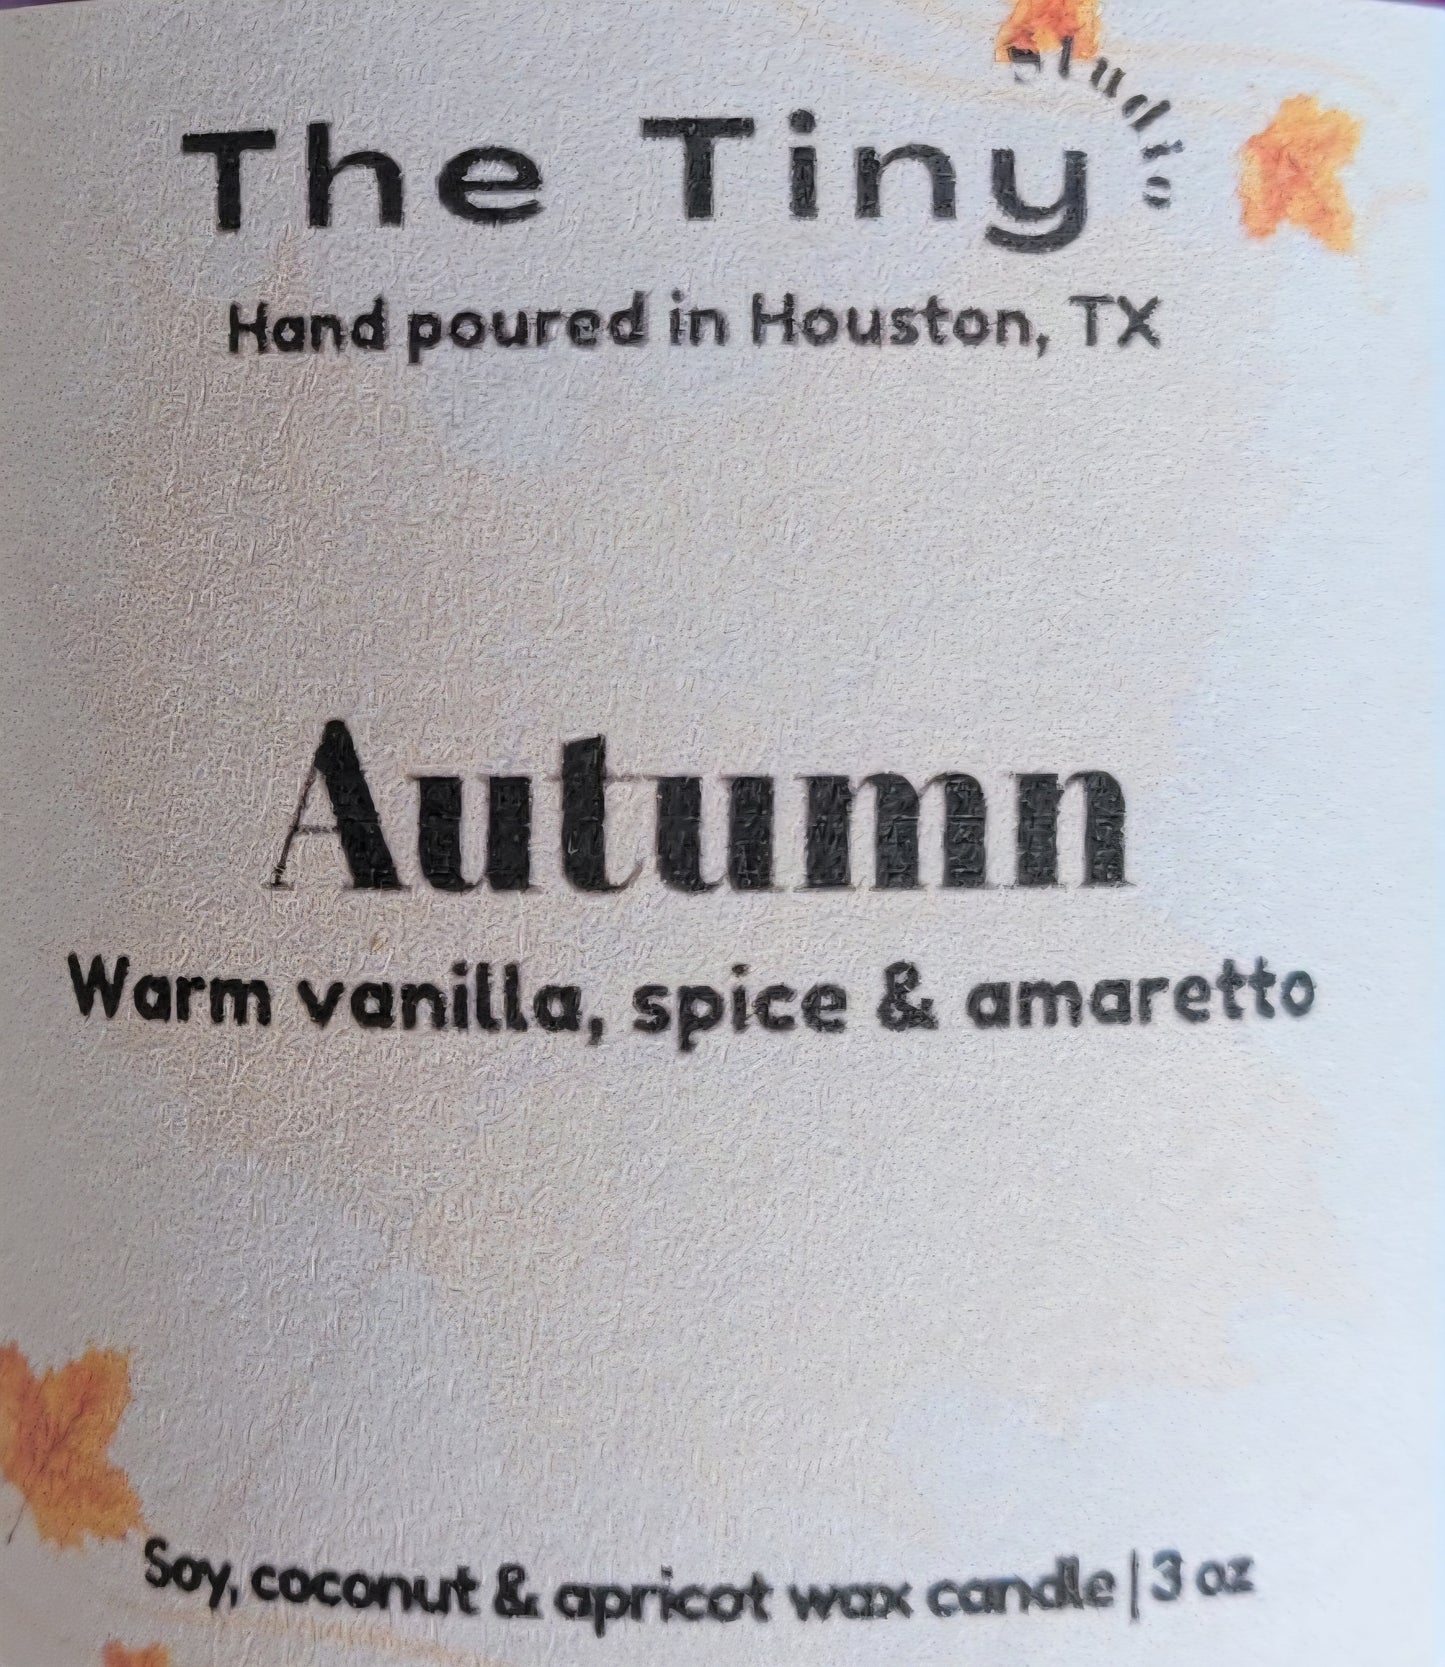 The Tiny studio
Hand poured in Houston, TX
Autumn
Warm vanilla, spice & amaretto
Soy, coconut & apricot wax candle | 3 oz